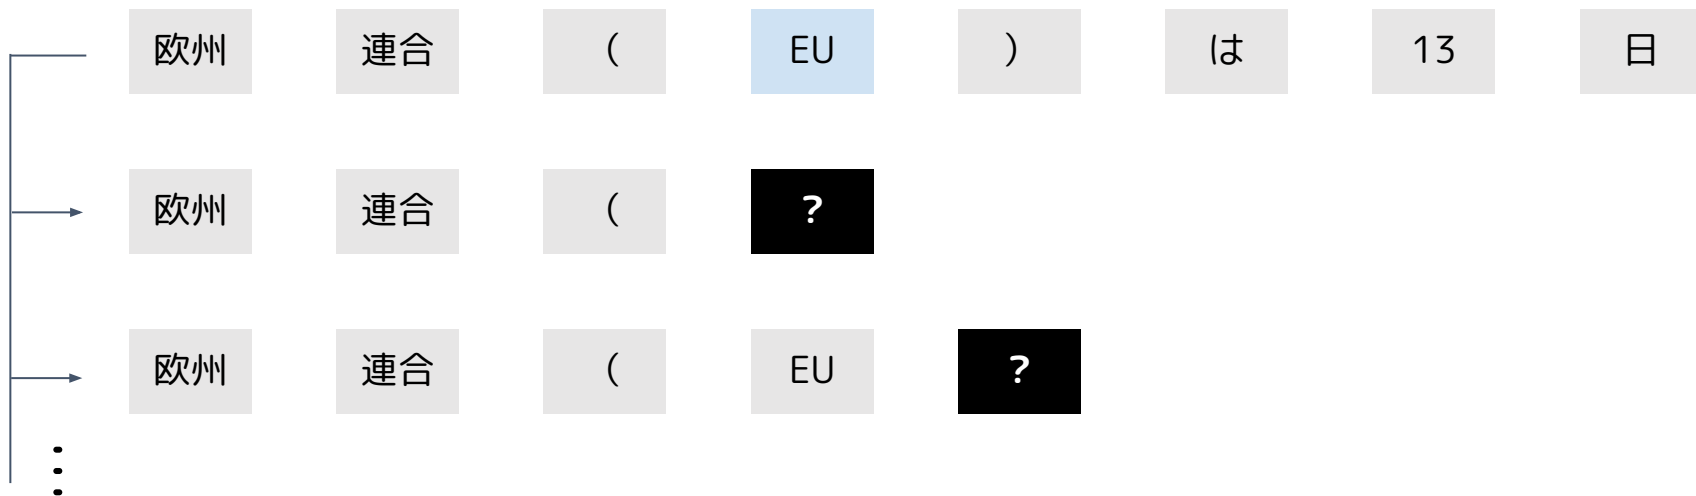 欧州 連合 ( EU ) は 13 日
欧州 連合 ( ?
欧州 連合 ( EU ?
⋮